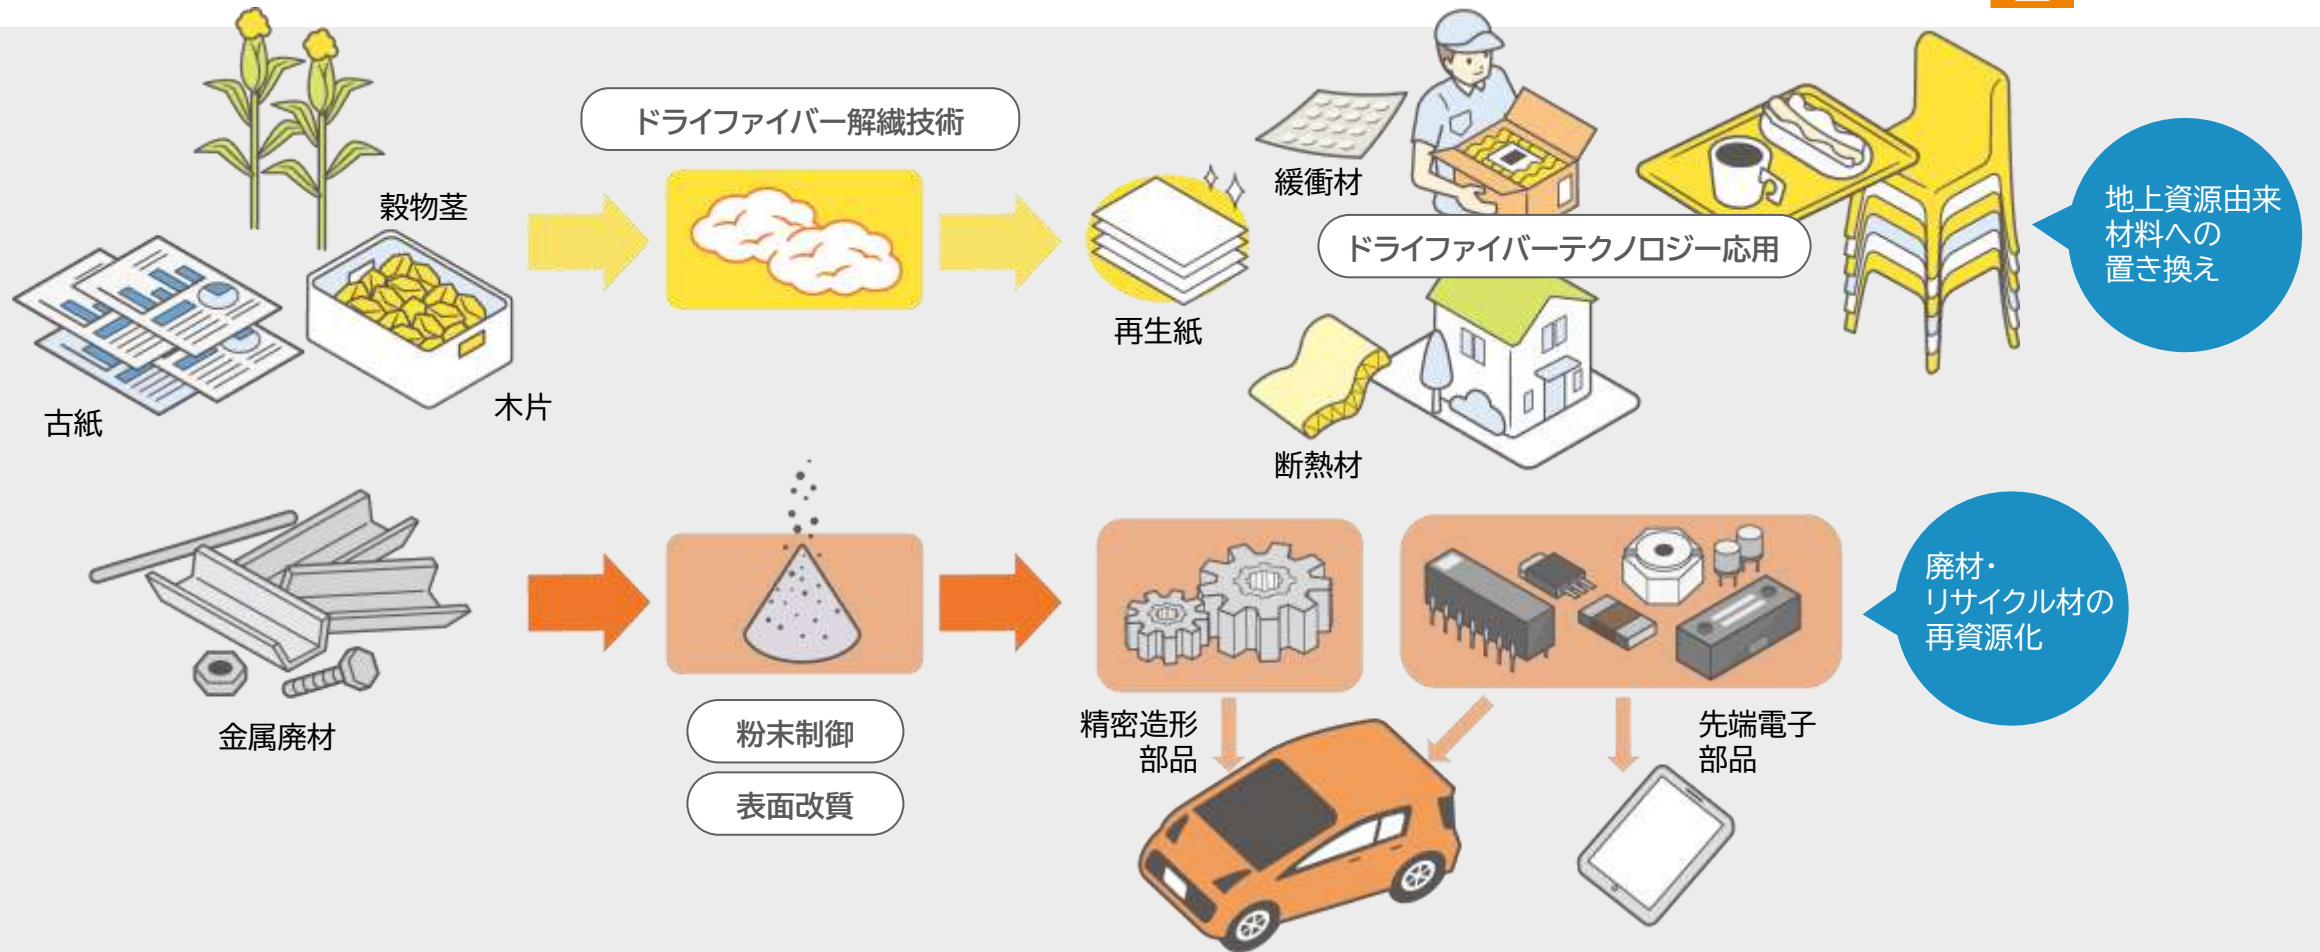 ドライファイバー解繊技術
穀物茎
古紙
木片
再生紙
緩衝材
ドライファイバーテクノロジー応用
断熱材
地上資源由来
材料への
置き換え
金属廃材
粉末制御
表面改質
精密造形
部品
先端電子
部品
廃材・
リサイクル材の
再資源化